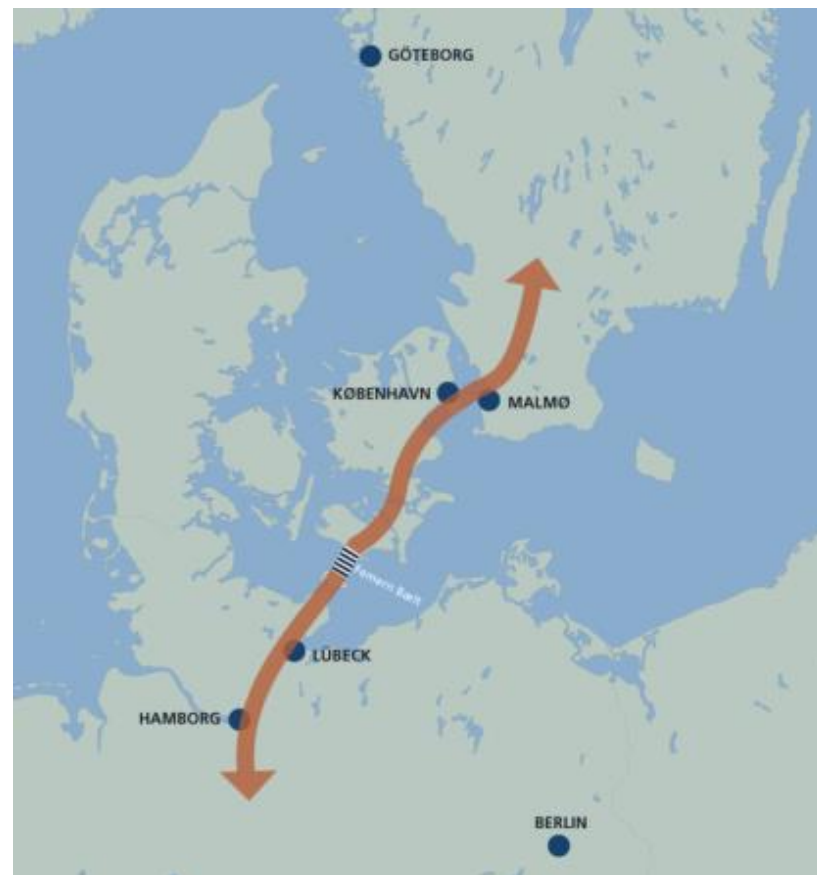 GÖTEBORG
KØBENHAVN
MALMØ
Femern Bælt
LÜBECK
HAMBORG
BERLIN